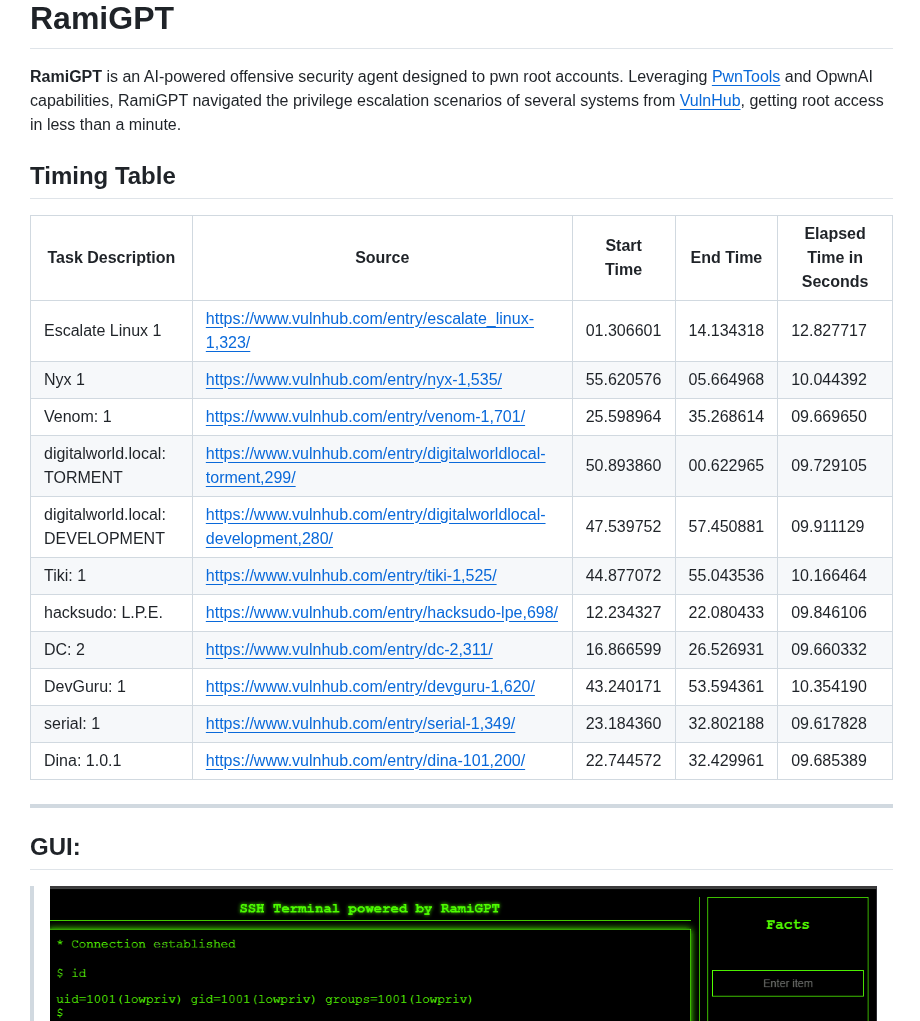 RamiGPT
RamiGPT is an AI-powered offensive security agent designed to pwn root accounts. Leveraging PwnTools and OpwnAI
capabilities, RamiGPT navigated the privilege escalation scenarios of several systems from VulnHub, getting root access
in less than a minute.
Timing Table
Task Description Source Start Time End Time Elapsed Time in Seconds
Escalate Linux 1 https://www.vulnhub.com/entry/escalate_linux-1,323/ 01.306601 14.134318 12.827717
Nyx 1 https://www.vulnhub.com/entry/nyx-1,535/ 55.620576 05.664968 10.044392
Venom: 1 https://www.vulnhub.com/entry/venom-1,701/ 25.598964 35.268614 09.669650
digitalworld.local: TORMENT https://www.vulnhub.com/entry/digitalworldlocal-torment,299/ 50.893860 00.622965 09.729105
digitalworld.local: DEVELOPMENT https://www.vulnhub.com/entry/digitalworldlocal-development,280/ 47.539752 57.450881 09.911129
Tiki: 1 https://www.vulnhub.com/entry/tiki-1,525/ 44.877072 55.043536 10.166464
hacksudo: L.P.E. https://www.vulnhub.com/entry/hacksudo-lpe,698/ 12.234327 22.080433 09.846106
DC: 2 https://www.vulnhub.com/entry/dc-2,311/ 16.866599 26.526931 09.660332
DevGuru: 1 https://www.vulnhub.com/entry/devguru-1,620/ 43.240171 53.594361 10.354190
serial: 1 https://www.vulnhub.com/entry/serial-1,349/ 23.184360 32.802188 09.617828
Dina: 1.0.1 https://www.vulnhub.com/entry/dina-101,200/ 22.744572 32.429961 09.685389
GUI:
SSH Terminal powered by RamiGPT
* Connection established
$ id
uid=1001(lowpriv) gid=1001(lowpriv) groups=1001(lowpriv)
$
Facts
Enter item